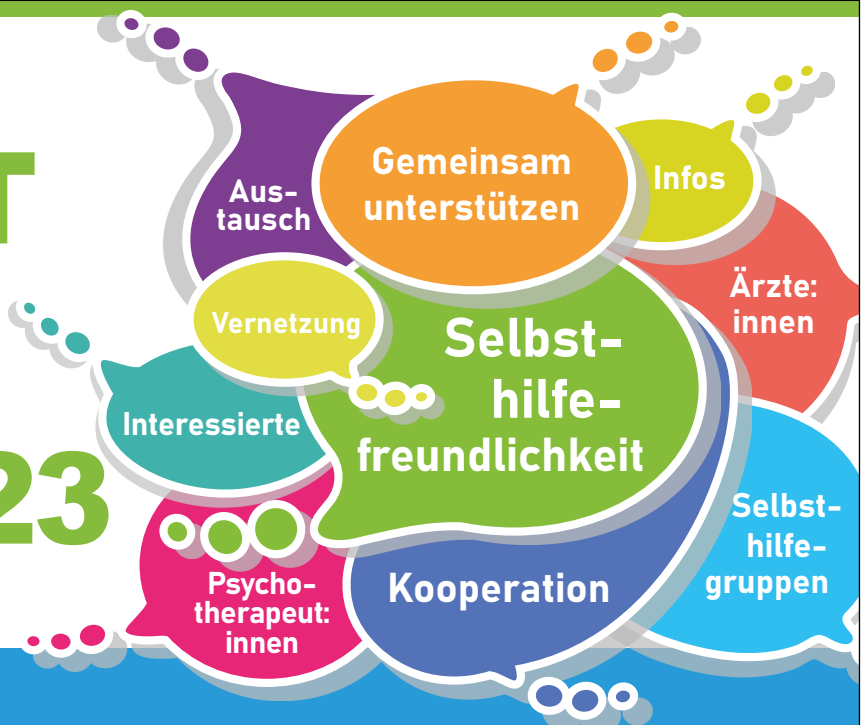 T
23
Aus-
tausch
Gemeinsam
unterstützen
Infos
Ärzte:
innen
Vernetzung
Selbst-
hilfe-
freundlichkeit
Interessierte
Selbst-
hilfe-
gruppen
Psycho-
therapeut:
innen
Kooperation